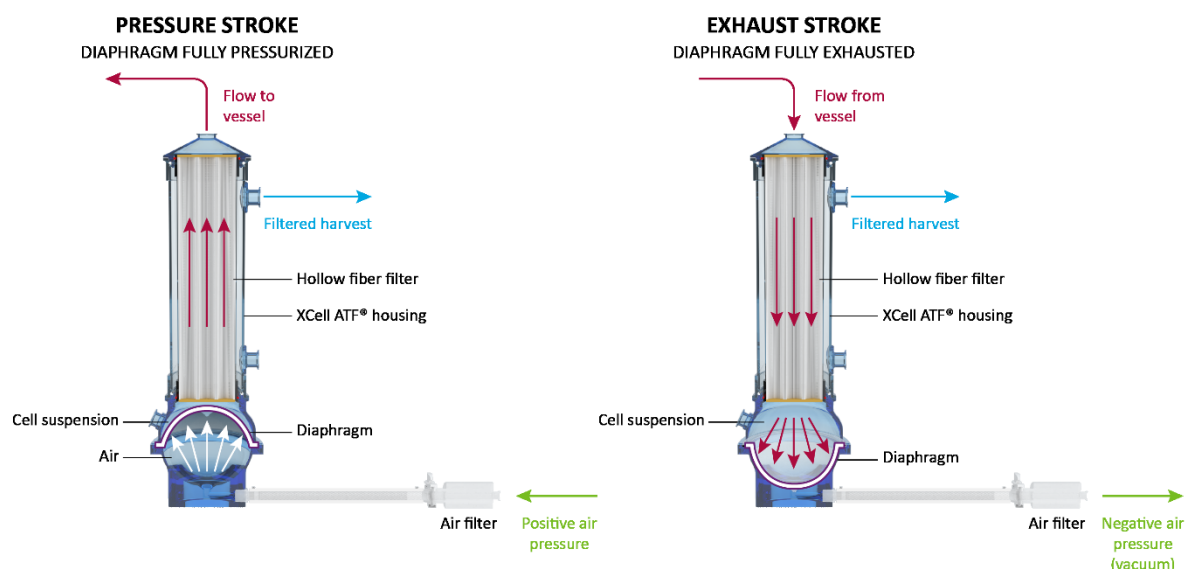 PRESSURE STROKE
DIAPHRAGM FULLY PRESSURIZED
Flow to
vessel
Filtered harvest
Hollow fiber filter
XCell ATF® housing
Cell suspension
Diaphragm
Air
Air filter
Positive air
pressure
EXHAUST STROKE
DIAPHRAGM FULLY EXHAUSTED
Flow from
vessel
Filtered harvest
Hollow fiber filter
XCell ATF® housing
Cell suspension
Diaphragm
Air filter
Negative air
pressure
(vacuum)